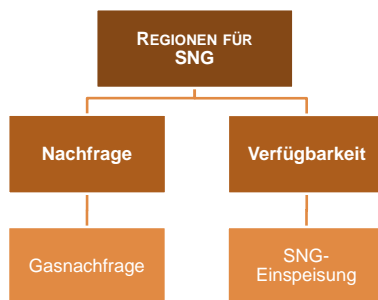 REGIONEN FÜR
SNG
Nachfrage
Verfügbarkeit
Gasnachfrage
SNG-
Einspeisung